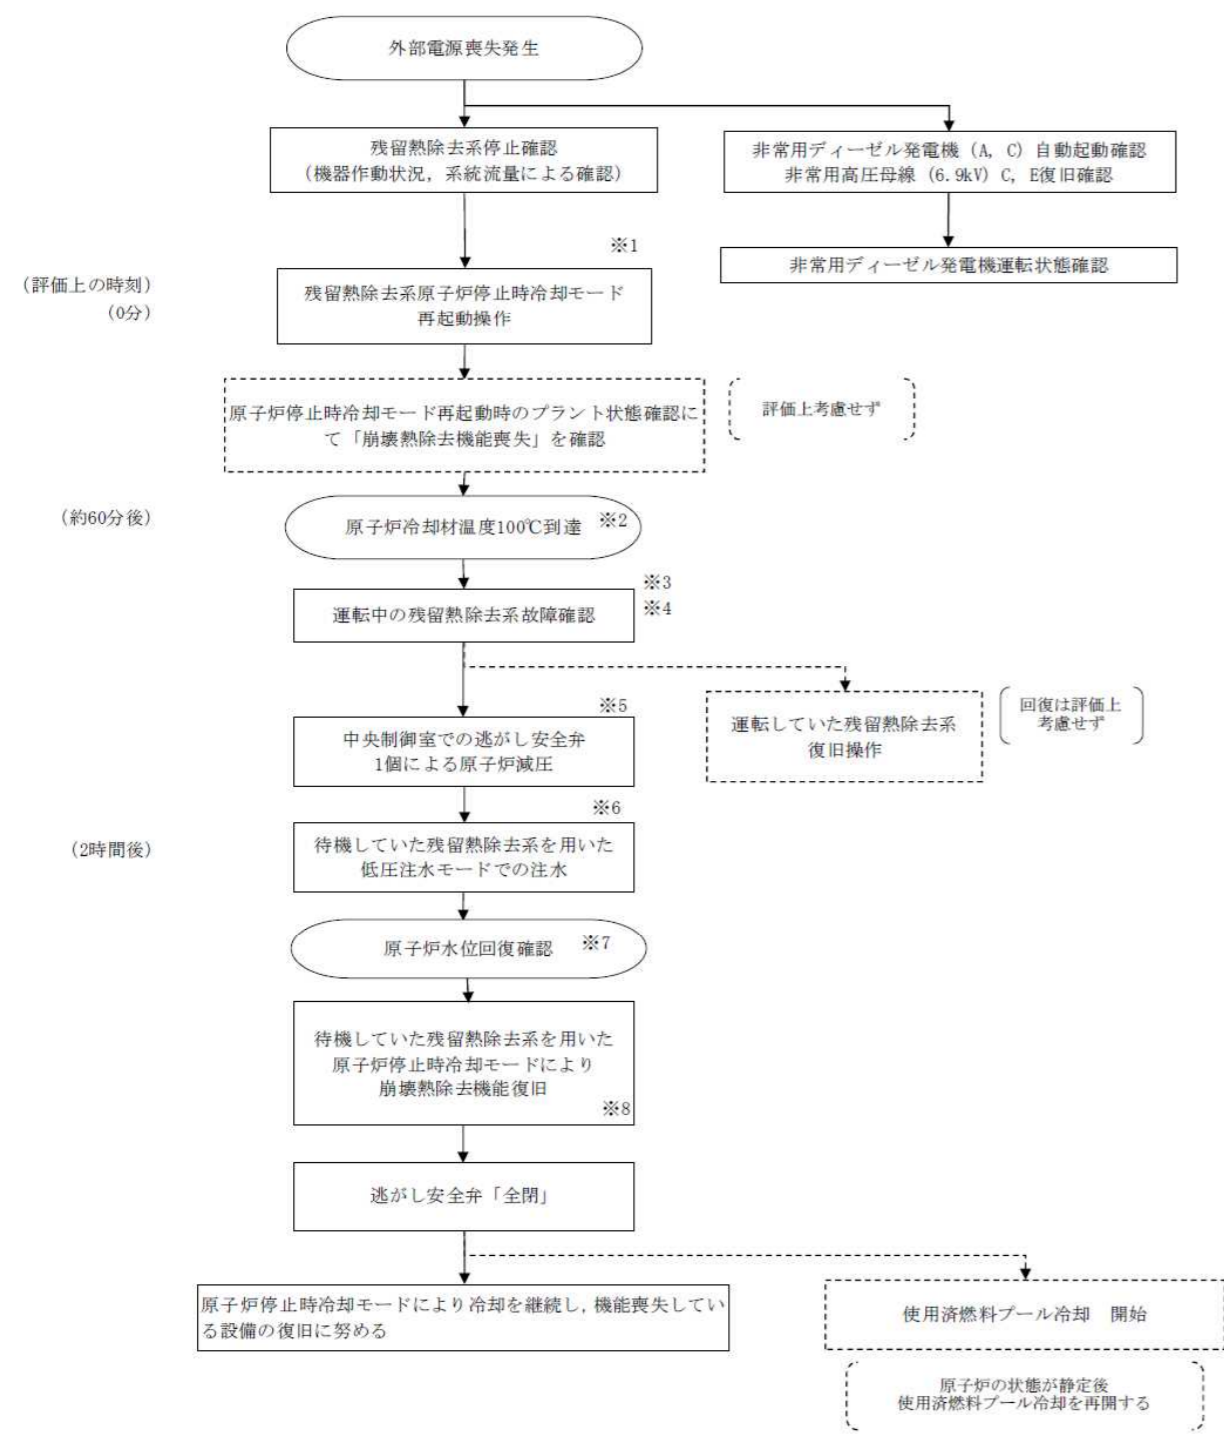 外部電源喪失発生
残留熱除去系停止確認
(機器作動状況, 系統流量による確認)
非常用ディーゼル発電機 (A, C) 自動起動確認
非常用高圧母線 (6.9kV) C, E復旧確認
非常用ディーゼル発電機運転状態確認
※1
(評価上の時刻)
(0分)
残留熱除去系原子炉停止時冷却モード
再起動操作
原子炉停止時冷却モード再起動時のプラント状態確認に
て「崩壊熱除去機能喪失」を確認
評価上考慮せず
(約60分後)
原子炉冷却材温度100℃到達 ※2
※3
運転中の残留熱除去系故障確認 ※4
※5
中央制御室での逃がし安全弁
1個による原子炉減圧
運転していた残留熱除去系
復旧操作
回復は評価上
考慮せず
※6
(2時間後)
待機していた残留熱除去系を用いた
低圧注水モードでの注水
原子炉水位回復確認 ※7
待機していた残留熱除去系を用いた
原子炉停止時冷却モードにより
崩壊熱除去機能復旧
※8
逃がし安全弁「全閉」
原子炉停止時冷却モードにより冷却を継続し, 機能喪失してい
る設備の復旧に努める
使用済燃料プール冷却 開始
原子炉の状態が静定後
使用済燃料プール冷却を再開する